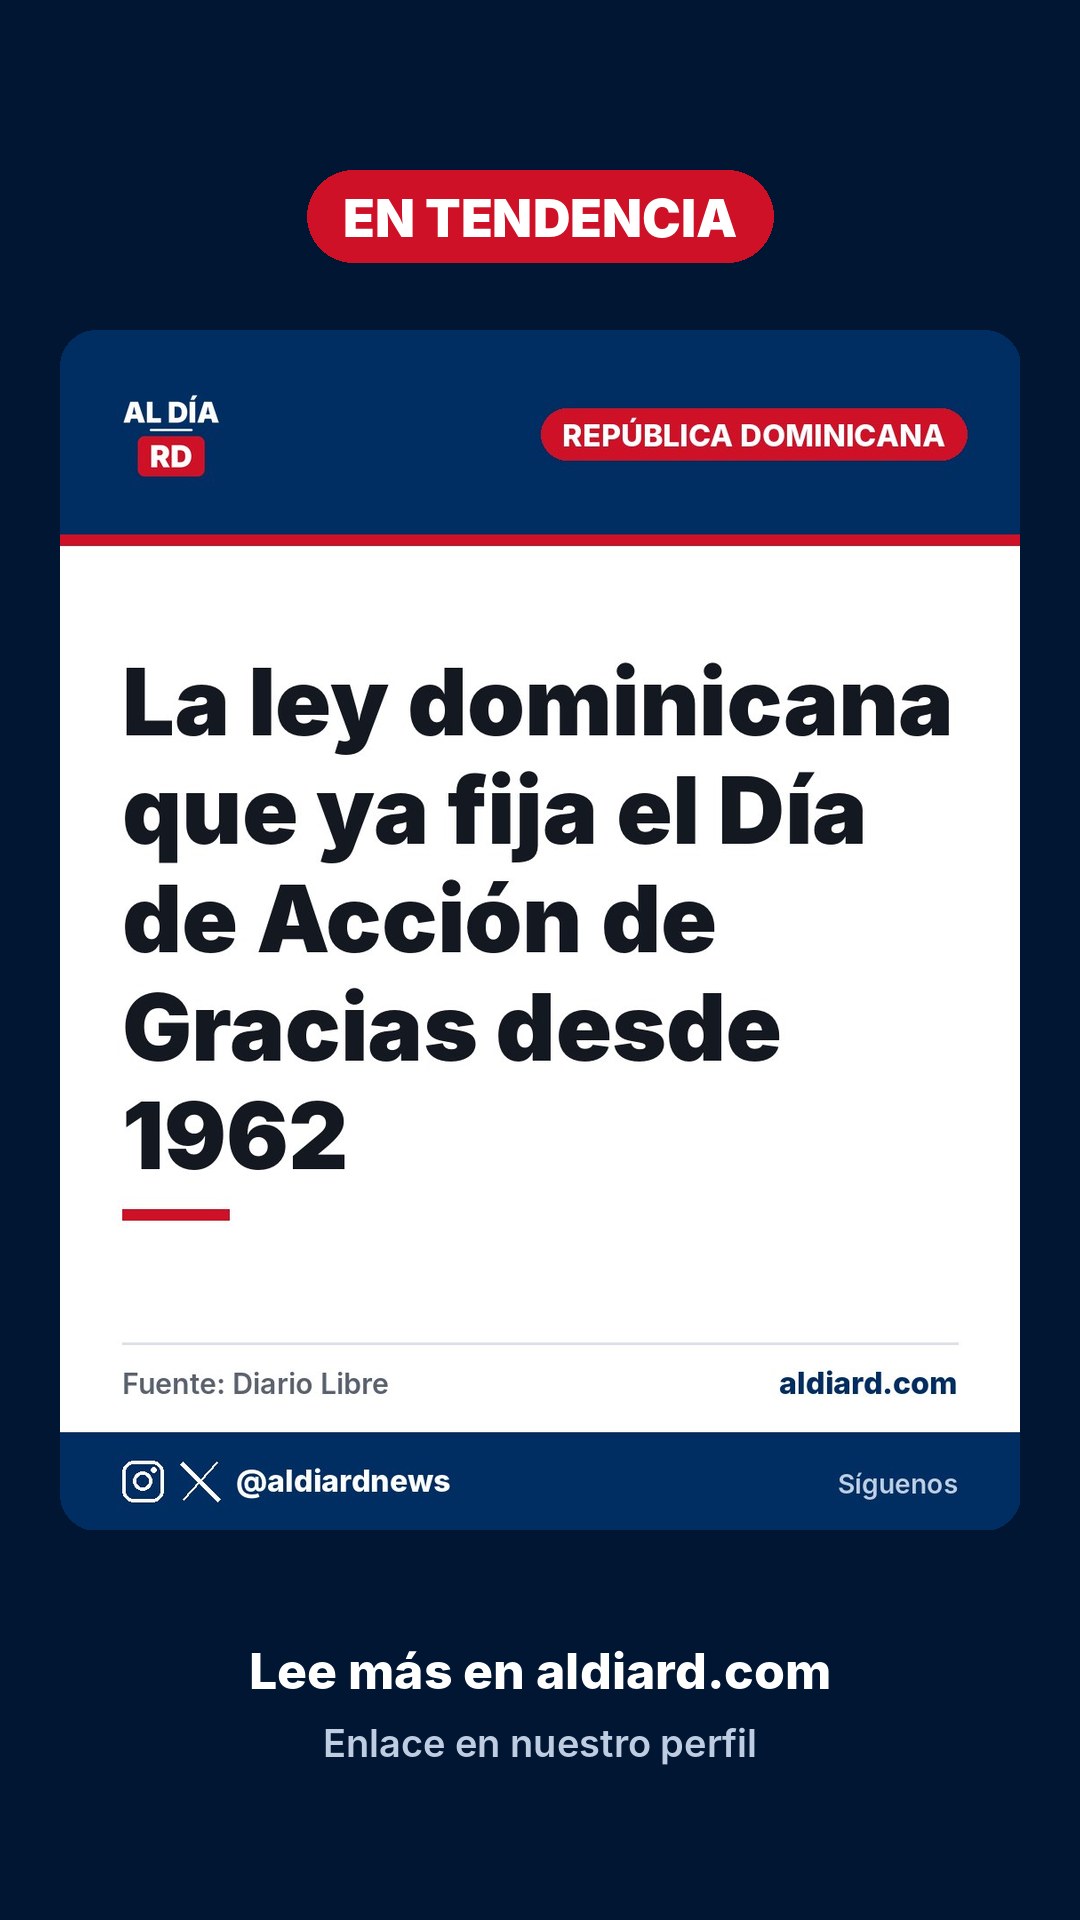 EN TENDENCIA
AL DÍA
RD
REPÚBLICA DOMINICANA
La ley dominicana
que ya fija el Día
de Acción de
Gracias desde
1962
Fuente: Diario Libre
aldiard.com
@aldiardnews
Síguenos
Lee más en aldiard.com
Enlace en nuestro perfil